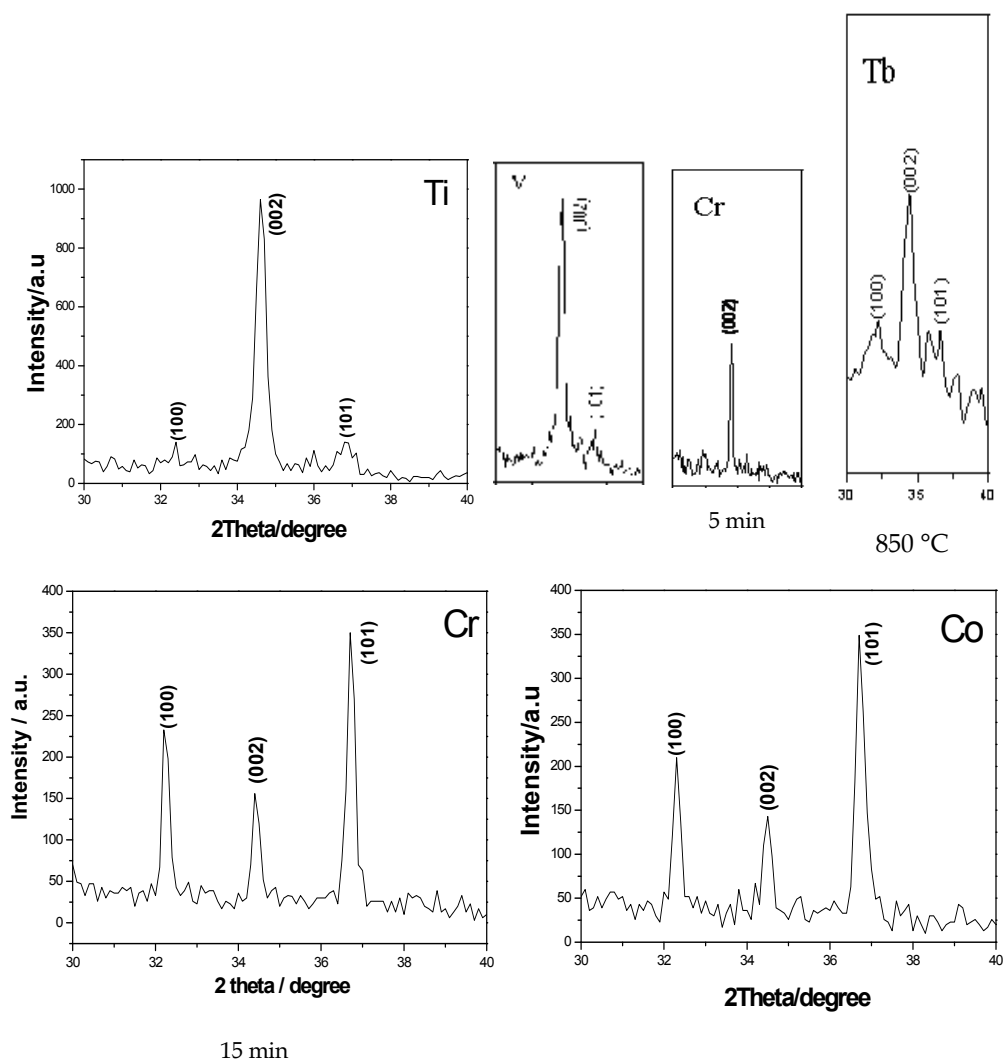 Ti
(002)
(100)
(101)
Intensity/a.u
1000
800
600
400
200
0
30 32 34 36 38 40
2Theta/degree
V
(002)
Cr
(002)
5 min
Tb
(100)
(002)
(101)
30 35 40
850 °C
Cr
(100)
(002)
(101)
Intensity / a.u.
400
350
300
250
200
150
100
50
0
30 32 34 36 38 40
2 theta / degree
15 min
Co
(100)
(002)
(101)
Intensity/a.u
400
350
300
250
200
150
100
50
0
30 32 34 36 38 40
2Theta/degree